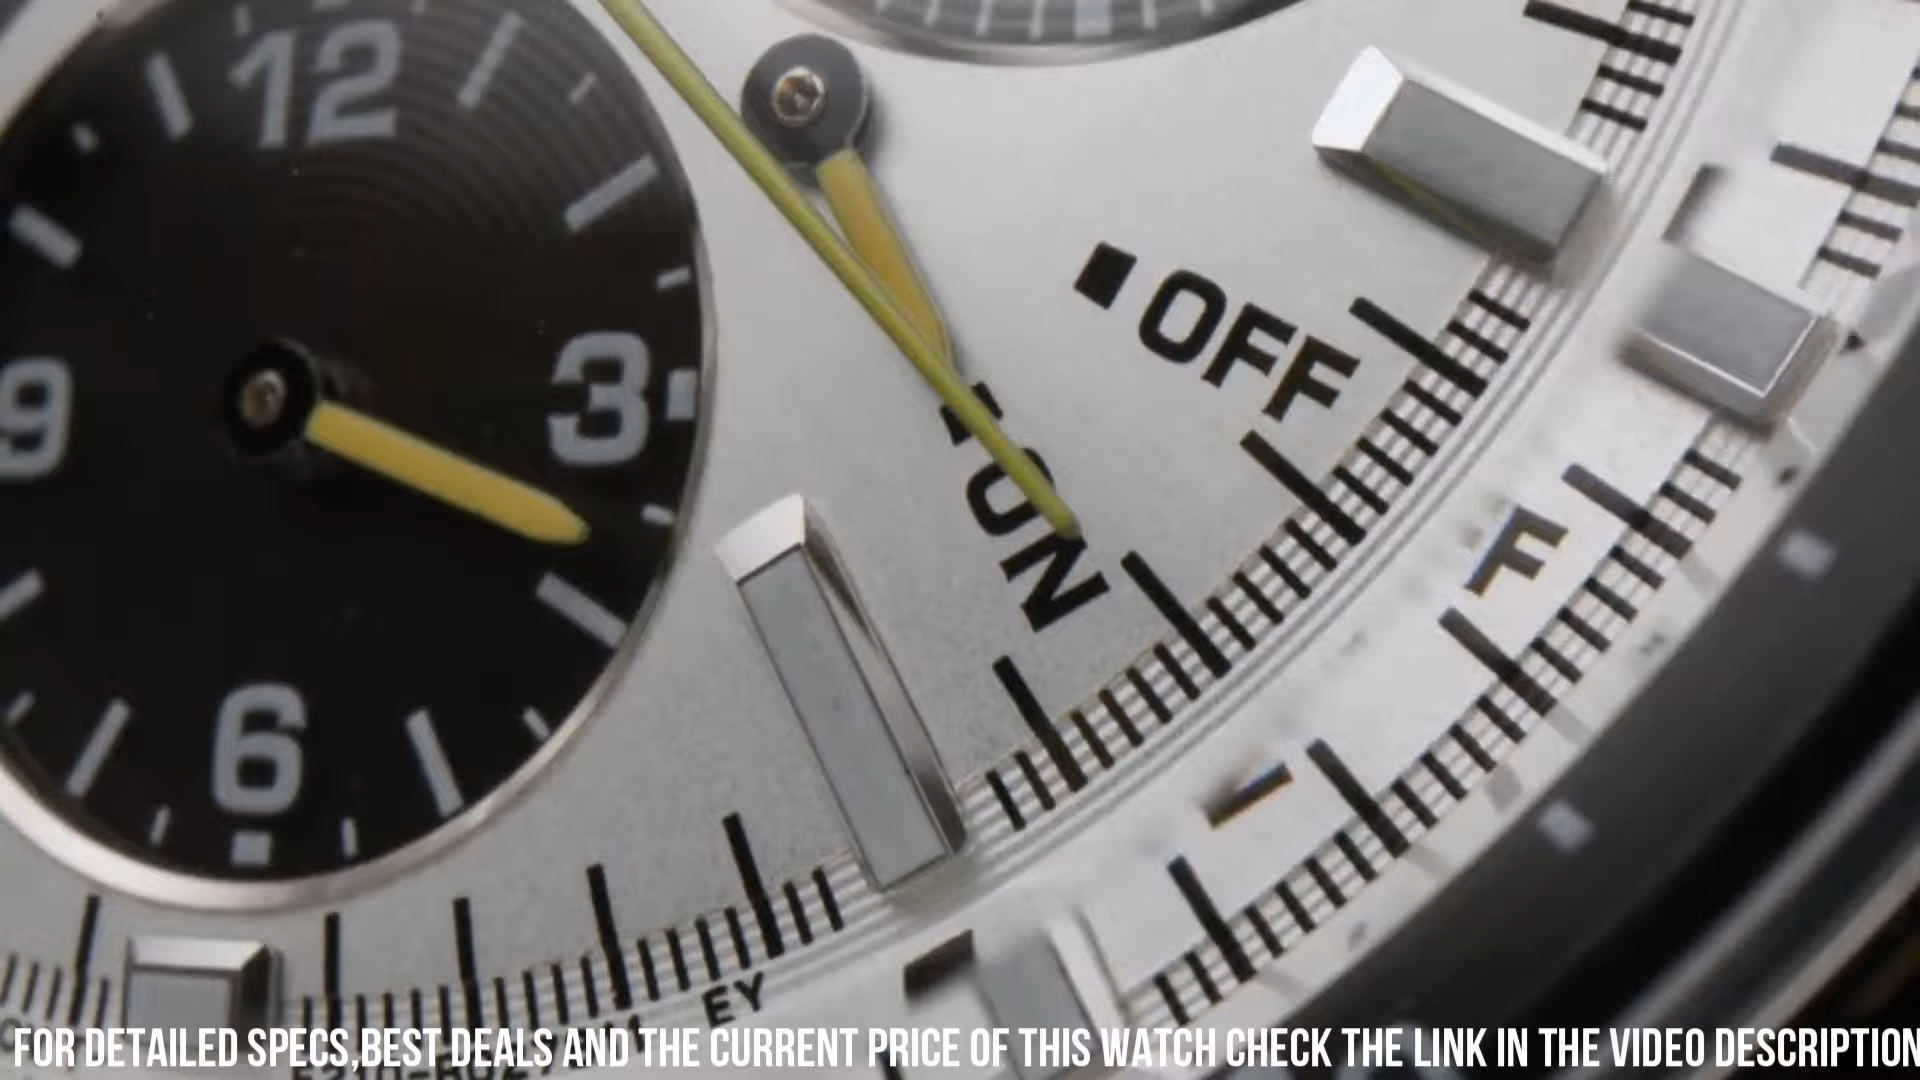 12
9
3
6
OFF
ON
EY
FOR DETAILED SPECS,BEST DEALS AND THE CURRENT PRICE OF THIS WATCH CHECK THE LINK IN THE VIDEO DESCRIPTION